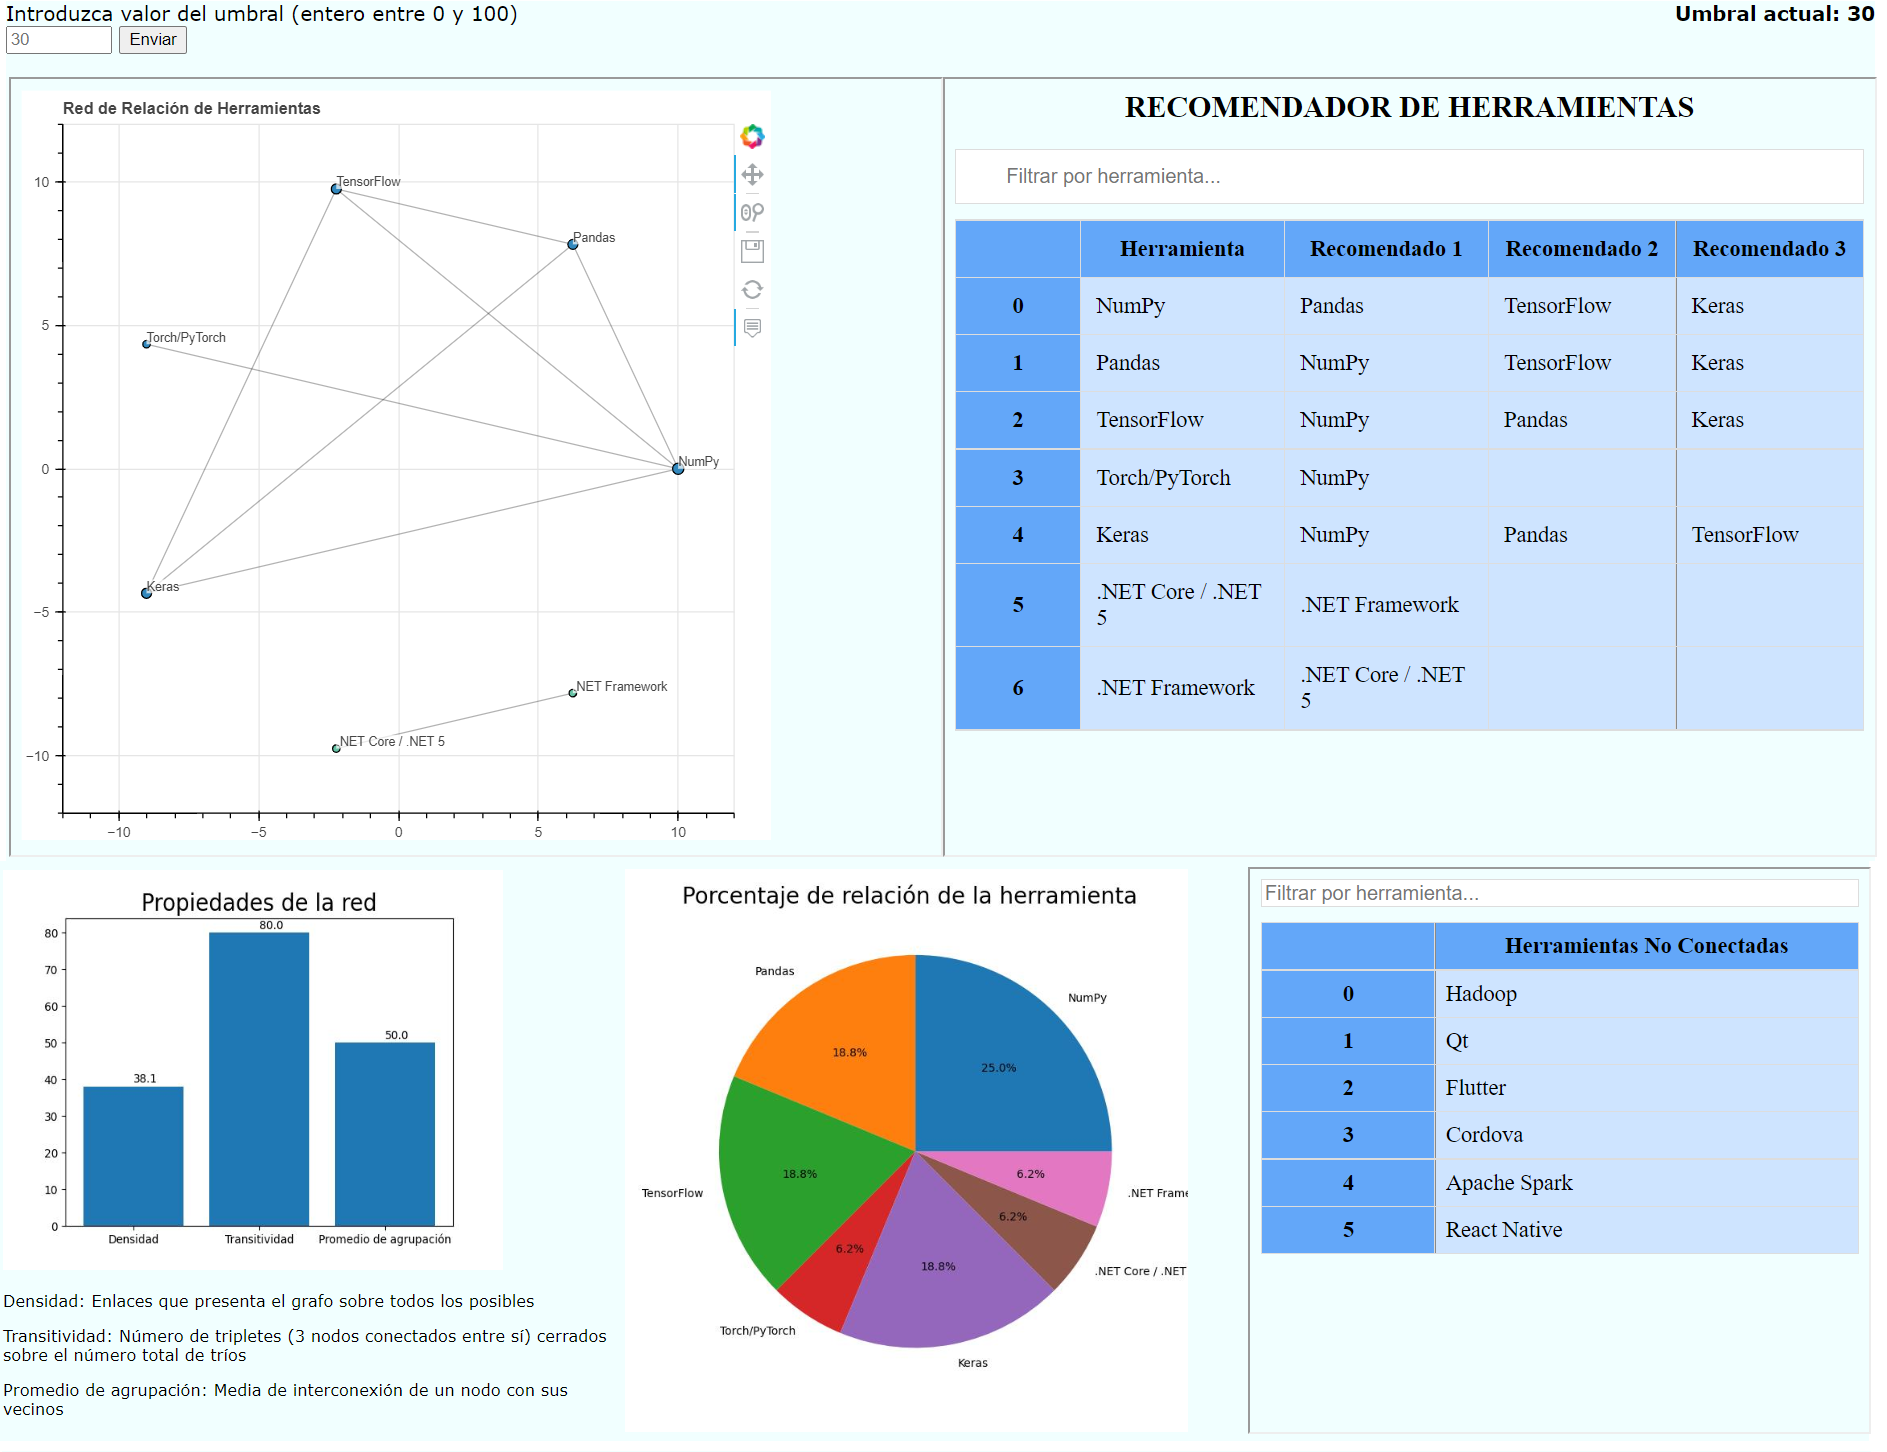 Introduzca valor del umbral (entero entre 0 y 100)
Umbral actual: 30
30 Enviar
Red de Relación de Herramientas
10
5
0
−5
−10
−10 −5 0 5 10
TensorFlow
Pandas
Torch/PyTorch
NumPy
Keras
.NET Framework
.NET Core / .NET 5
RECOMENDADOR DE HERRAMIENTAS
Filtrar por herramienta...
Herramienta Recomendado 1 Recomendado 2 Recomendado 3
0 NumPy Pandas TensorFlow Keras
1 Pandas NumPy TensorFlow Keras
2 TensorFlow NumPy Pandas Keras
3 Torch/PyTorch NumPy
4 Keras NumPy Pandas TensorFlow
5 .NET Core / .NET 5 .NET Framework
6 .NET Framework .NET Core / .NET 5
Propiedades de la red
80
70
60
50
40
30
20
10
0
38.1
80.0
50.0
Densidad Transitividad Promedio de agrupación
Densidad: Enlaces que presenta el grafo sobre todos los posibles
Transitividad: Número de tripletes (3 nodos conectados entre sí) cerrados
sobre el número total de tríos
Promedio de agrupación: Media de interconexión de un nodo con sus
vecinos
Porcentaje de relación de la herramienta
NumPy
25.0%
Pandas
18.8%
TensorFlow
18.8%
Torch/PyTorch
6.2%
Keras
18.8%
.NET Core / .NET
6.2%
.NET Frame
6.2%
Filtrar por herramienta...
Herramientas No Conectadas
0 Hadoop
1 Qt
2 Flutter
3 Cordova
4 Apache Spark
5 React Native